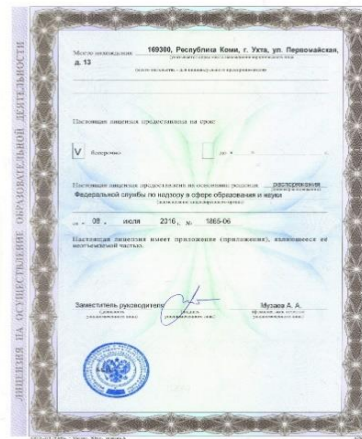 ЛИЦЕНЗИЯ НА ОСУЩЕСТВЛЕНИЕ ОБРАЗОВАТЕЛЬНОЙ ДЕЯТЕЛЬНОСТИ
Место нахождения 169300, Республика Коми, г. Ухта, ул. Первомайская,
д. 13
Настоящая лицензия предоставлена на срок:
V бессрочно до « »
Настоящая лицензия предоставлена на основании решения распоряжения
Федеральной службы по надзору в сфере образования и науки
от « 08 » июля 2016 г. № 1865-06
Настоящая лицензия имеет приложение (приложения), являющееся ее
неотъемлемой частью.
Заместитель руководителя Музаев А. А.